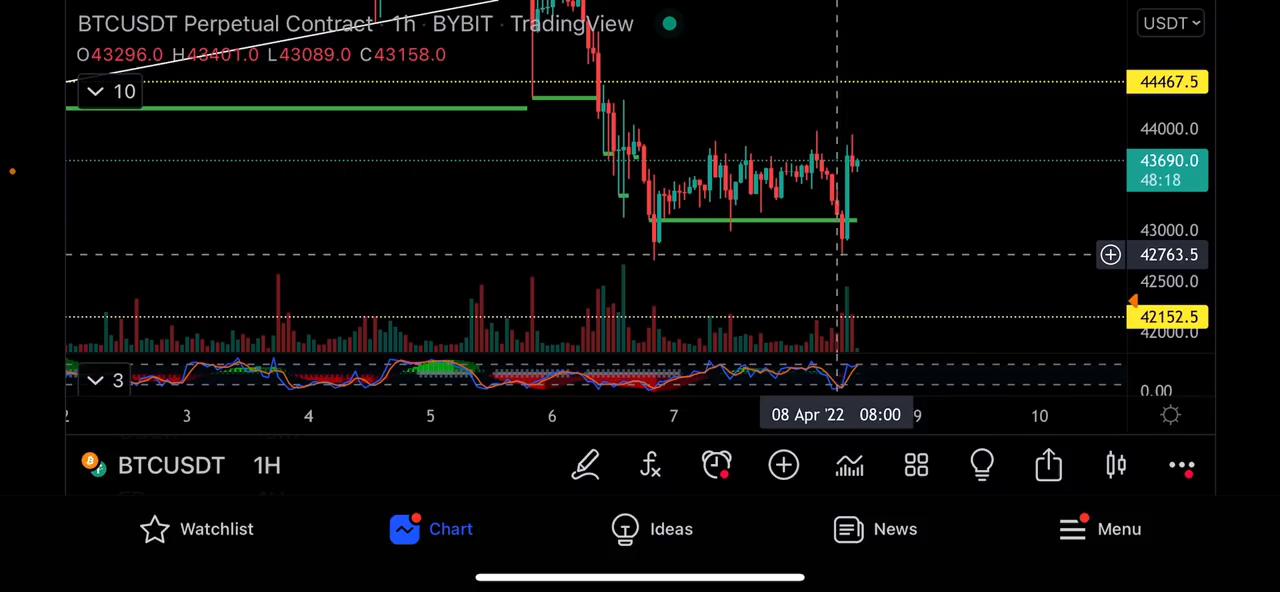 BTCUSDT Perpetual Contract · 1h · BYBIT · TradingView
USDT
O43296.0 H43401.0 L43089.0 C43158.0
10
44467.5
44000.0
43690.0
48:18
43000.0
42763.5
42500.0
42152.5
42000.0
3
0.00
2 3 4 5 6 7 08 Apr '22 08:00 9 10
BTCUSDT 1H
Watchlist Chart Ideas News Menu